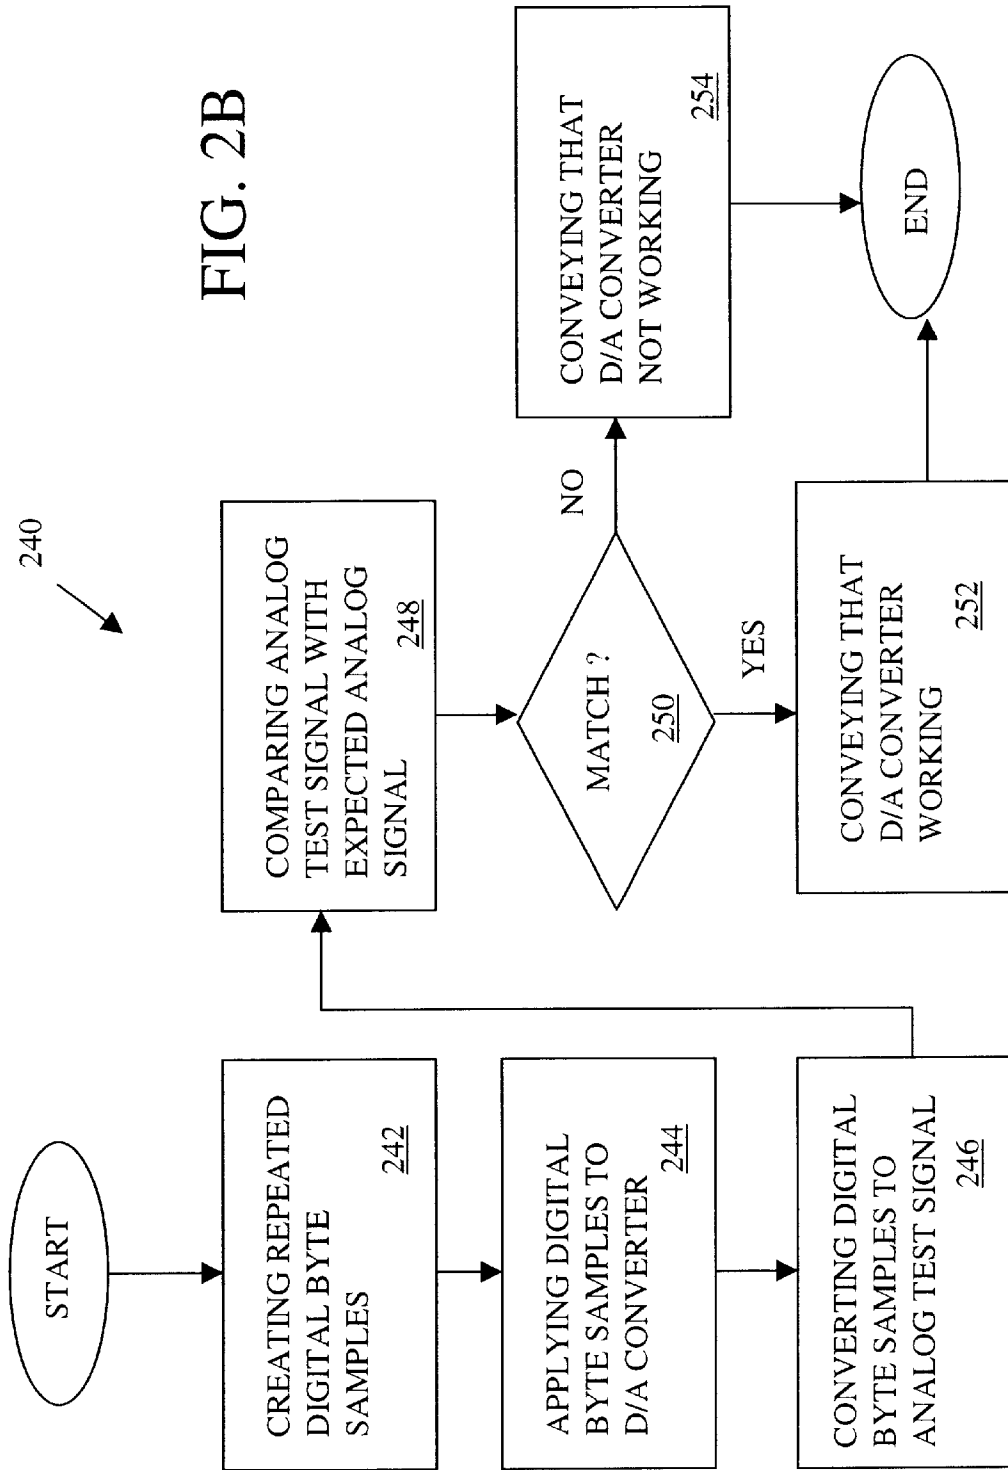 FIG. 2B
240
START
CREATING REPEATED
DIGITAL BYTE
SAMPLES
242
APPLYING DIGITAL
BYTE SAMPLES TO
D/A CONVERTER
244
CONVERTING DIGITAL
BYTE SAMPLES TO
ANALOG TEST SIGNAL
246
COMPARING ANALOG
TEST SIGNAL WITH
EXPECTED ANALOG
SIGNAL
248
MATCH ?
250
NO
YES
CONVEYING THAT
D/A CONVERTER
WORKING
252
CONVEYING THAT
D/A CONVERTER
NOT WORKING
254
END